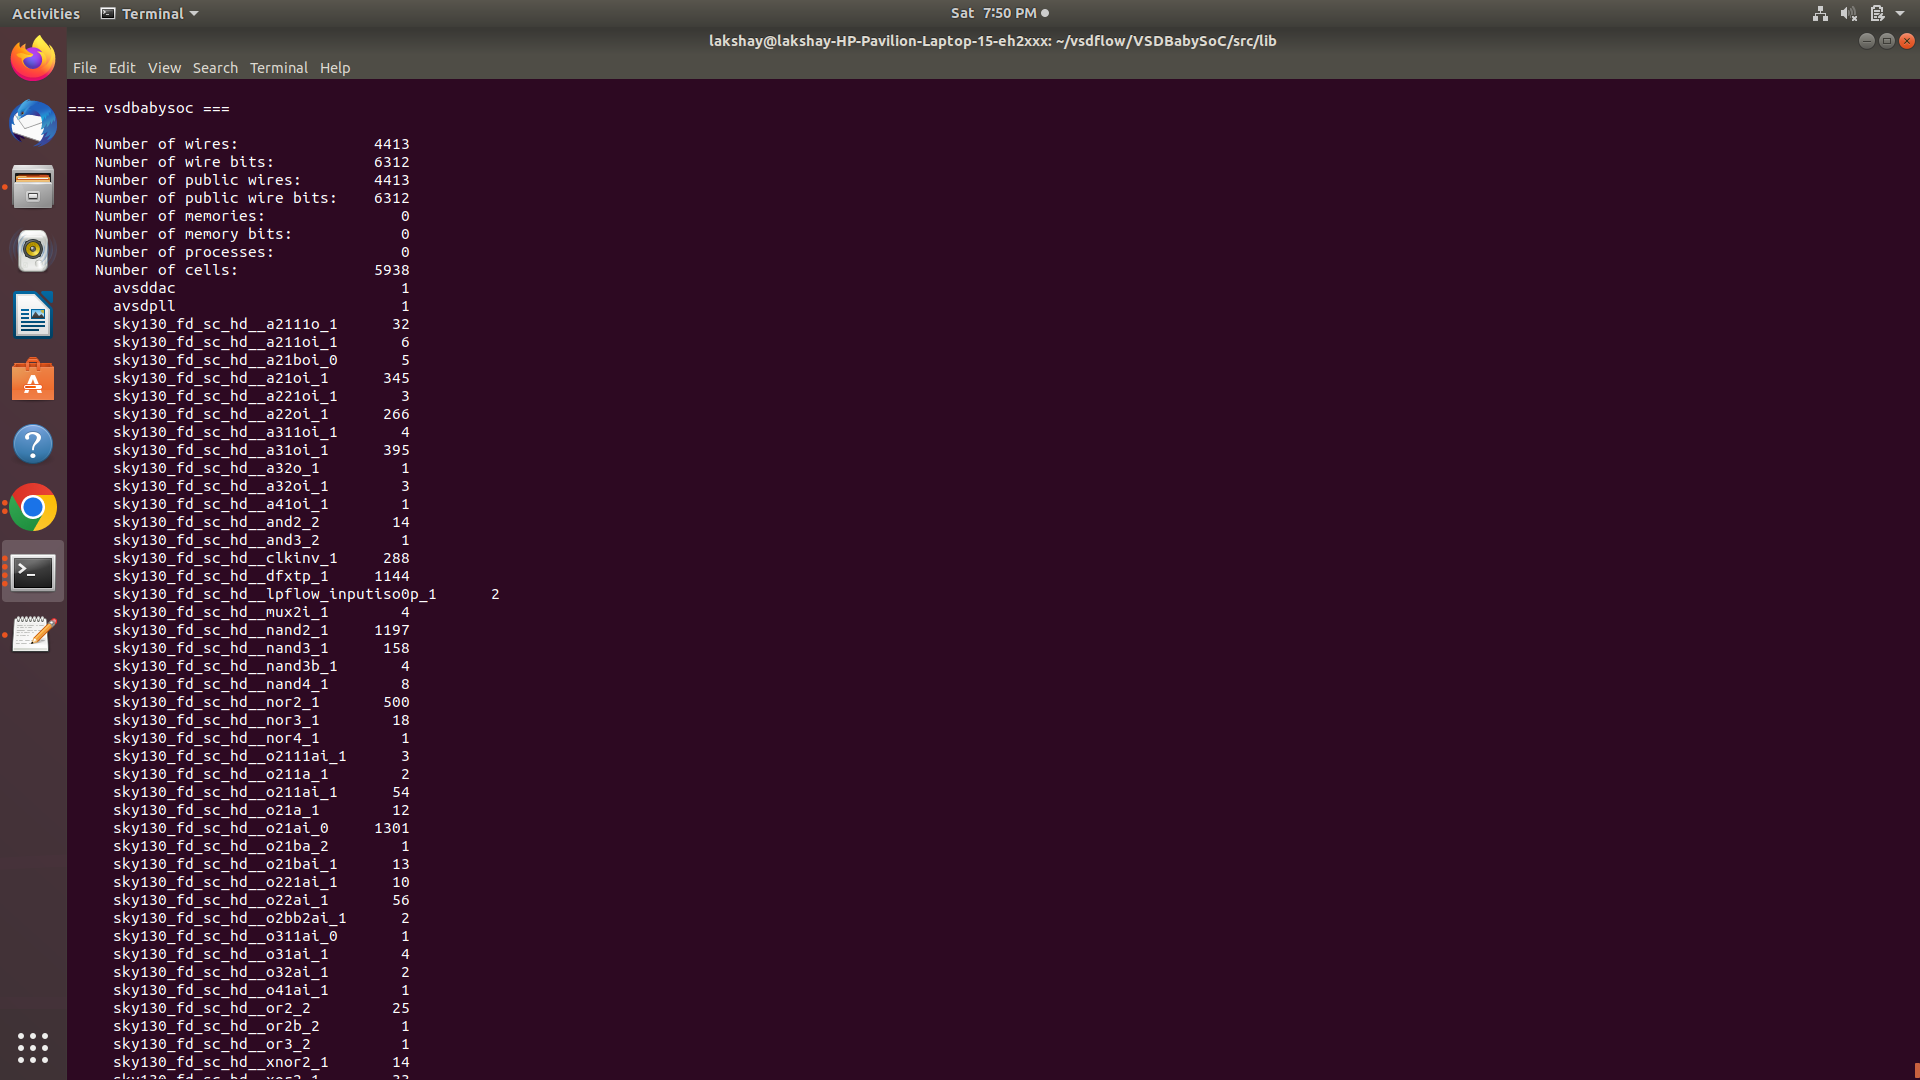 Activities Terminal Sat 7:50 PM
lakshay@lakshay-HP-Pavilion-Laptop-15-eh2xxx: ~/vsdflow/VSDBabySoC/src/lib
File Edit View Search Terminal Help
=== vsdbabysoc ===
Number of wires: 4413
Number of wire bits: 6312
Number of public wires: 4413
Number of public wire bits: 6312
Number of memories: 0
Number of memory bits: 0
Number of processes: 0
Number of cells: 5938
avsddac 1
avsdpll 1
sky130_fd_sc_hd__a2111o_1 32
sky130_fd_sc_hd__a211oi_1 6
sky130_fd_sc_hd__a21boi_0 5
sky130_fd_sc_hd__a21oi_1 345
sky130_fd_sc_hd__a221oi_1 3
sky130_fd_sc_hd__a22oi_1 266
sky130_fd_sc_hd__a311oi_1 4
sky130_fd_sc_hd__a31oi_1 395
sky130_fd_sc_hd__a32o_1 1
sky130_fd_sc_hd__a32oi_1 3
sky130_fd_sc_hd__a41oi_1 1
sky130_fd_sc_hd__and2_2 14
sky130_fd_sc_hd__and3_2 1
sky130_fd_sc_hd__clkinv_1 288
sky130_fd_sc_hd__dfxtp_1 1144
sky130_fd_sc_hd__lpflow_inputiso0p_1 2
sky130_fd_sc_hd__mux2i_1 4
sky130_fd_sc_hd__nand2_1 1197
sky130_fd_sc_hd__nand3_1 158
sky130_fd_sc_hd__nand3b_1 4
sky130_fd_sc_hd__nand4_1 8
sky130_fd_sc_hd__nor2_1 500
sky130_fd_sc_hd__nor3_1 18
sky130_fd_sc_hd__nor4_1 1
sky130_fd_sc_hd__o2111ai_1 3
sky130_fd_sc_hd__o211a_1 2
sky130_fd_sc_hd__o211ai_1 54
sky130_fd_sc_hd__o21a_1 12
sky130_fd_sc_hd__o21ai_0 1301
sky130_fd_sc_hd__o21ba_2 1
sky130_fd_sc_hd__o21bai_1 13
sky130_fd_sc_hd__o221ai_1 10
sky130_fd_sc_hd__o22ai_1 56
sky130_fd_sc_hd__o2bb2ai_1 2
sky130_fd_sc_hd__o311ai_0 1
sky130_fd_sc_hd__o31ai_1 4
sky130_fd_sc_hd__o32ai_1 2
sky130_fd_sc_hd__o41ai_1 1
sky130_fd_sc_hd__or2_2 25
sky130_fd_sc_hd__or2b_2 1
sky130_fd_sc_hd__or3_2 1
sky130_fd_sc_hd__xnor2_1 14